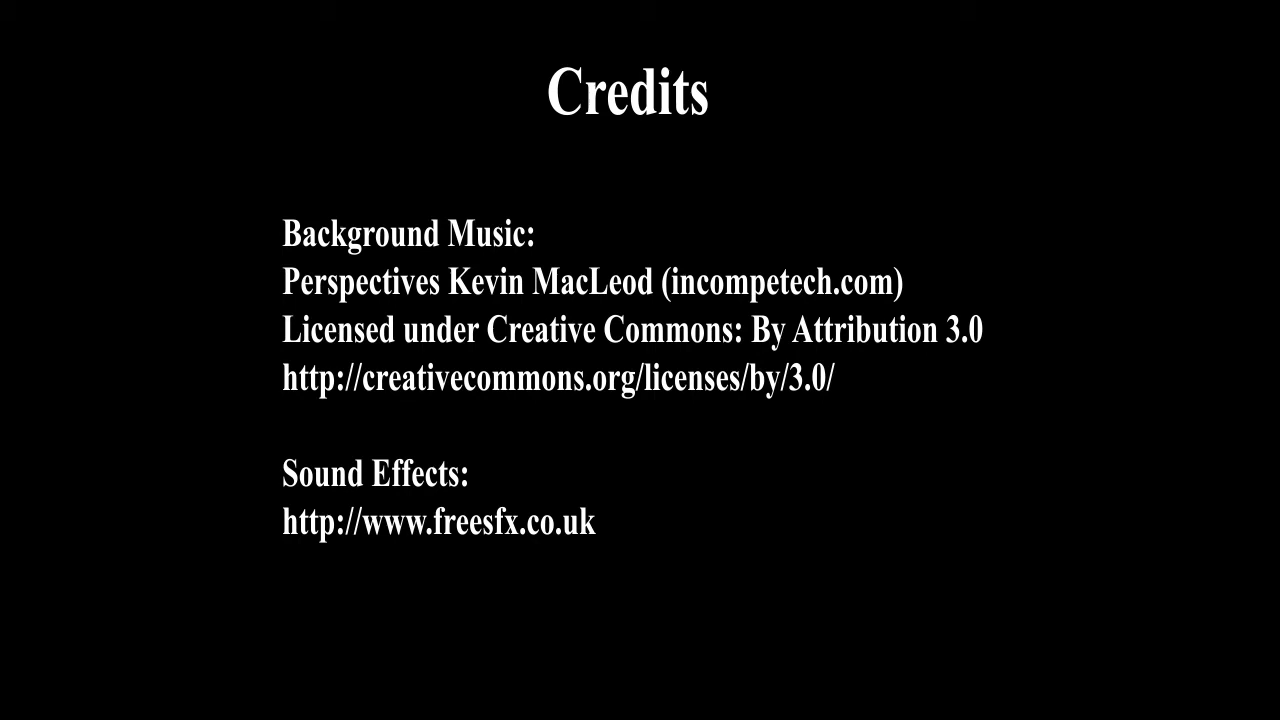 Credits
Background Music:
Perspectives Kevin MacLeod (incompetech.com)
Licensed under Creative Commons: By Attribution 3.0
http://creativecommons.org/licenses/by/3.0/
Sound Effects:
http://www.freesfx.co.uk